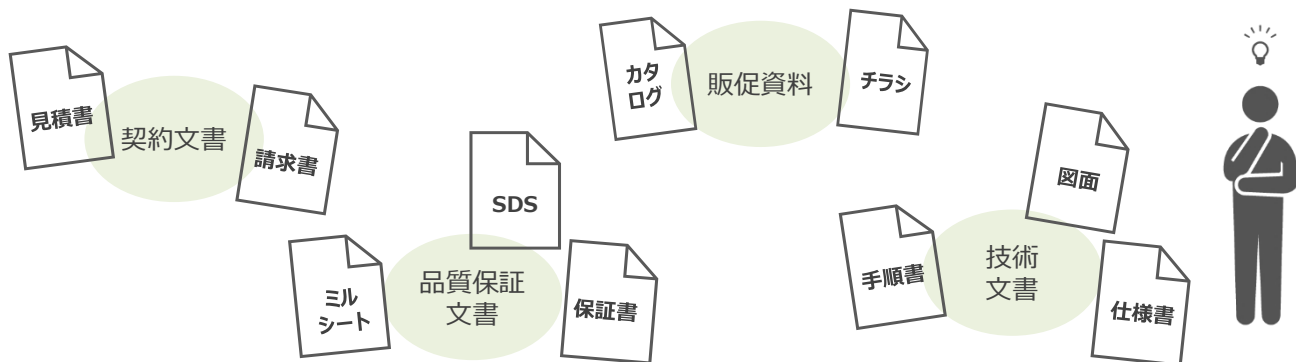 見積書
契約文書
請求書
カタ
ログ
販促資料
チラシ
SDS
ミル
シート
品質保証
文書
保証書
図面
手順書
技術
文書
仕様書